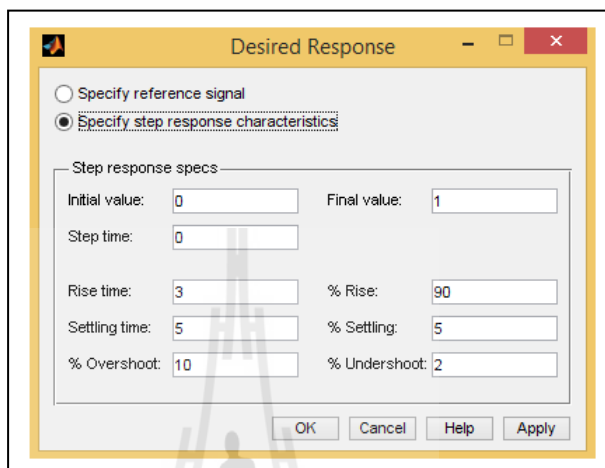 Desired Response
Specify reference signal
Specify step response characteristics
Step response specs
Initial value: 0 Final value: 1
Step time: 0
Rise time: 3 % Rise: 90
Settling time: 5 % Settling: 5
% Overshoot: 10 % Undershoot: 2
OK Cancel Help Apply